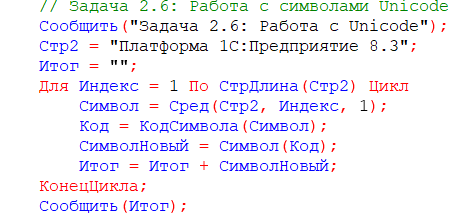 // Задача 2.6: Работа с символами Unicode
Сообщить("Задача 2.6: Работа с Unicode");
Стр2 = "Платформа 1С:Предприятие 8.3";
Итог = "";
Для Индекс = 1 По СтрДлина(Стр2) Цикл
    Символ = Сред(Стр2, Индекс, 1);
    Код = КодСимвола(Символ);
    СимволНовый = Символ(Код);
    Итог = Итог + СимволНовый;
КонецЦикла;
Сообщить(Итог);